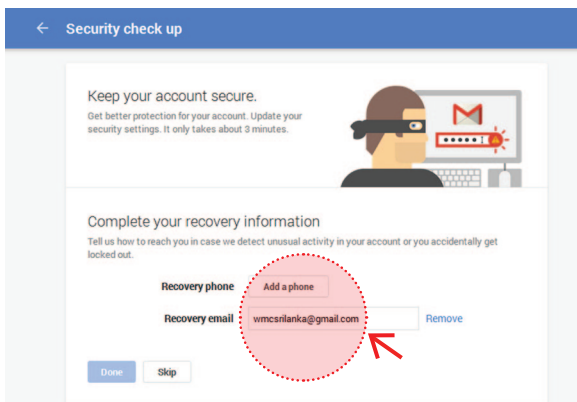 Security check up
Keep your account secure.
Get better protection for your account. Update your
security settings. It only takes about 3 minutes.
Complete your recovery information
Tell us how to reach you in case we detect unusual activity in your account or you accidentally get
locked out.
Recovery phone Add a phone
Recovery email wmcsrilanka@gmail.com Remove
Done Skip